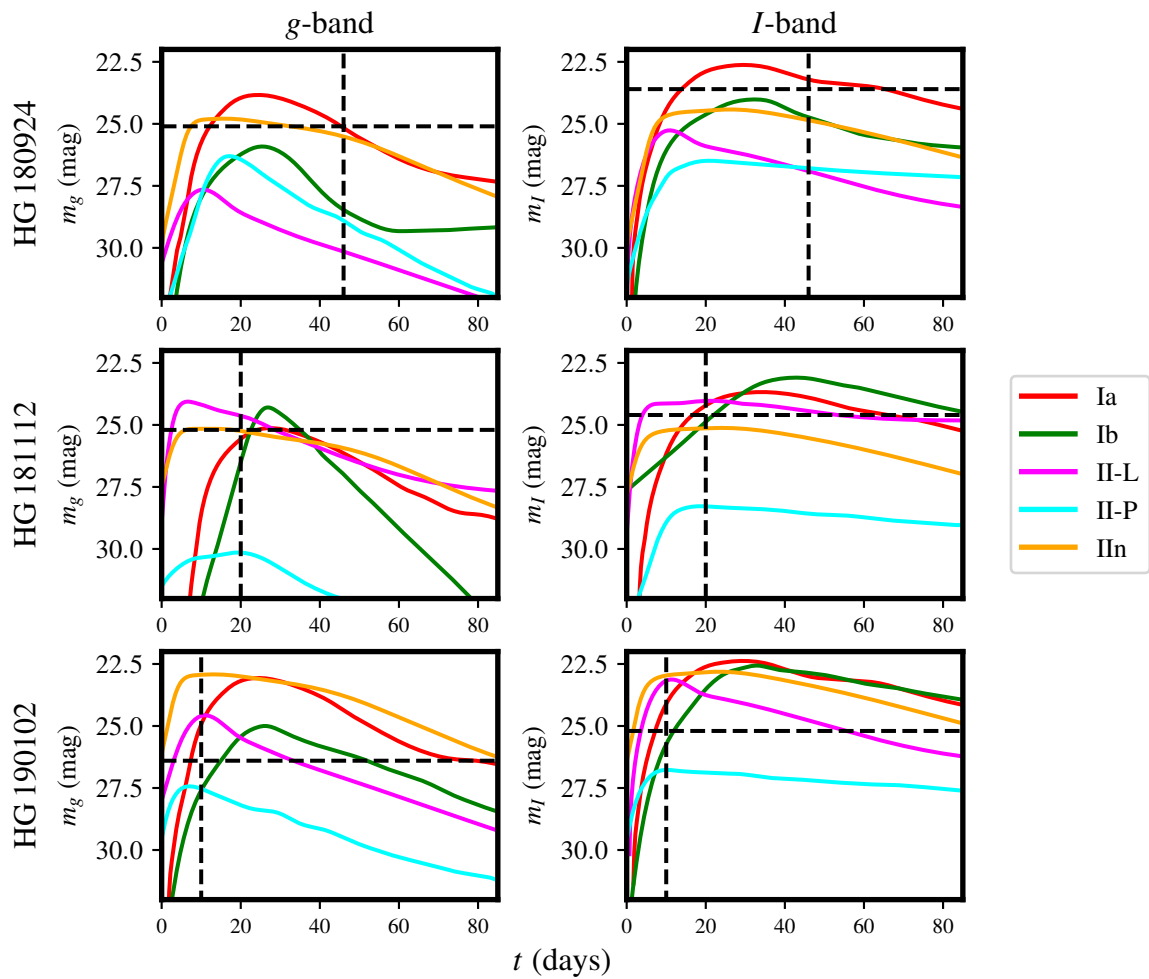 g-band
I-band
HG 180924
m_g (mag)
22.5
25.0
27.5
30.0
0 20 40 60 80
m_I (mag)
22.5
25.0
27.5
30.0
0 20 40 60 80
HG 181112
m_g (mag)
22.5
25.0
27.5
30.0
0 20 40 60 80
m_I (mag)
22.5
25.0
27.5
30.0
0 20 40 60 80
Ia
Ib
II-L
II-P
IIn
HG 190102
m_g (mag)
22.5
25.0
27.5
30.0
0 20 40 60 80
m_I (mag)
22.5
25.0
27.5
30.0
0 20 40 60 80
t (days)